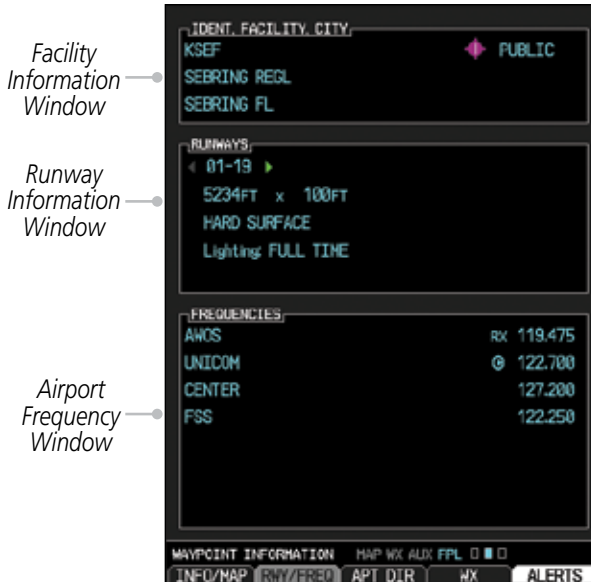 Facility
Information
Window
IDENT, FACILITY, CITY
KSEF PUBLIC
SEBRING REGL
SEBRING FL
Runway
Information
Window
RUNWAYS
01-19
5234FT x 100FT
HARD SURFACE
Lighting: FULL TIME
Airport
Frequency
Window
FREQUENCIES
AWOS RX 119.475
UNICOM C 122.700
CENTER 127.200
FSS 122.250
WAYPOINT INFORMATION MAP WX AUX FPL
INFO/MAP RWY/FREQ APT DIR WX ALERTS